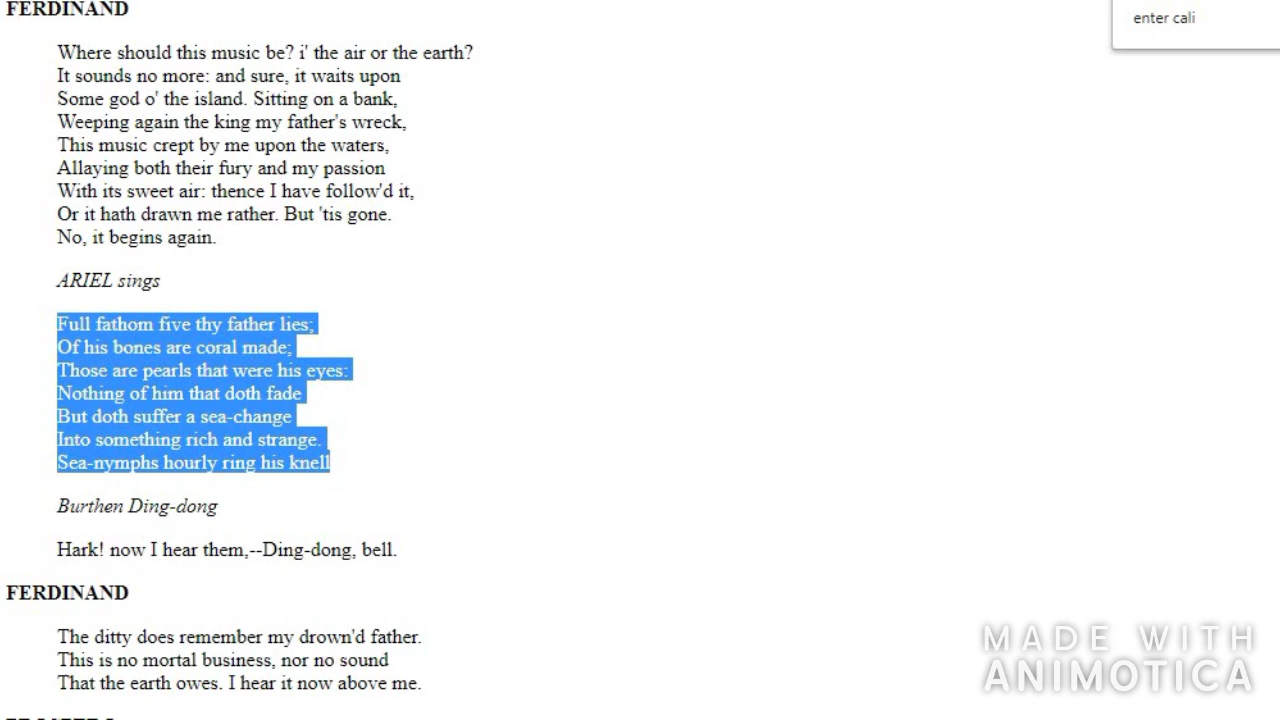 FERDINAND
enter cali
Where should this music be? i' the air or the earth?
It sounds no more: and sure, it waits upon
Some god o' the island. Sitting on a bank,
Weeping again the king my father's wreck,
This music crept by me upon the waters,
Allaying both their fury and my passion
With its sweet air: thence I have follow'd it,
Or it hath drawn me rather. But 'tis gone.
No, it begins again.
ARIEL sings
Full fathom five thy father lies;
Of his bones are coral made;
Those are pearls that were his eyes:
Nothing of him that doth fade
But doth suffer a sea-change
Into something rich and strange.
Sea-nymphs hourly ring his knell
Burthen Ding-dong
Hark! now I hear them,--Ding-dong, bell.
FERDINAND
The ditty does remember my drown'd father.
This is no mortal business, nor no sound
That the earth owes. I hear it now above me.
MADE WITH
ANIMOTICA